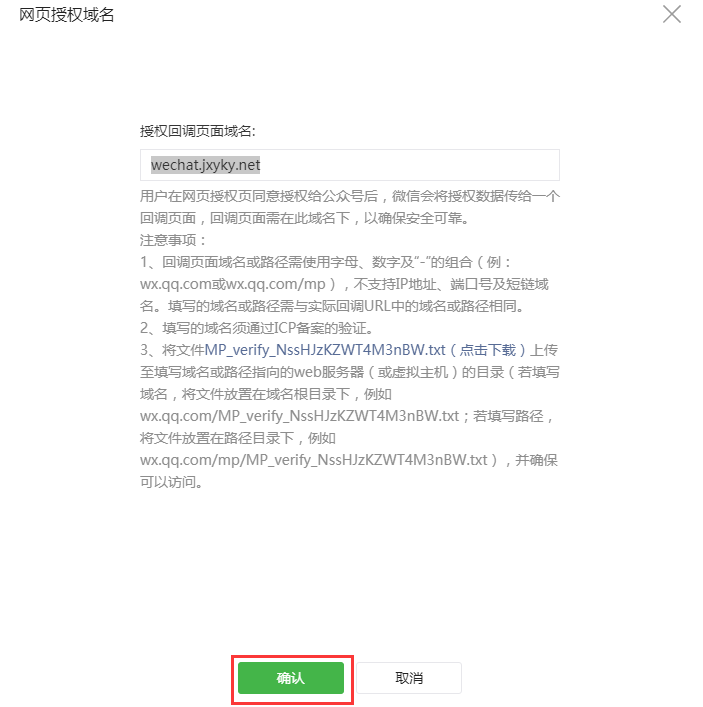 网页授权域名
授权回调页面域名:
wechat.jxyky.net
用户在网页授权页同意授权给公众号后，微信会将授权数据传给一个
回调页面，回调页面需在此域名下，以确保安全可靠。
注意事项：
1、回调页面域名或路径需使用字母、数字及“-”的组合（例：
wx.qq.com或wx.qq.com/mp），不支持IP地址、端口号及短链域
名。填写的域名或路径需与实际回调URL中的域名或路径相同。
2、填写的域名须通过ICP备案的验证。
3、将文件MP_verify_NssHJzKZWT4M3nBW.txt（点击下载）上传
至填写域名或路径指向的web服务器（或虚拟主机）的目录（若填写
域名，将文件放置在域名根目录下，例如
wx.qq.com/MP_verify_NssHJzKZWT4M3nBW.txt；若填写路径，
将文件放置在路径目录下，例如
wx.qq.com/mp/MP_verify_NssHJzKZWT4M3nBW.txt），并确保
可以访问。
确认 取消